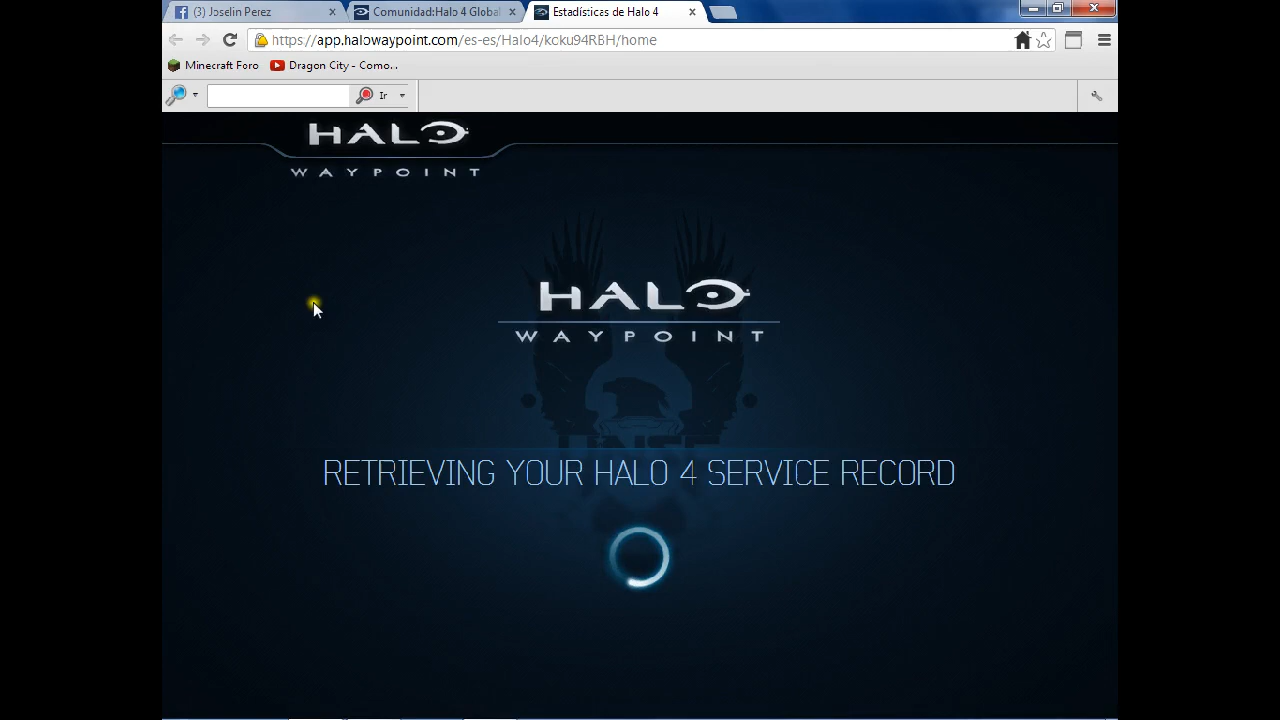 (3) Joselin Perez
Comunidad:Halo 4 Global
Estadísticas de Halo 4
https://app.halowaypoint.com/es-es/Halo4/koku94RBH/home
Minecraft Foro
Dragon City - Como...
Ir
HALO
WAYPOINT
HALO
WAYPOINT
RETRIEVING YOUR HALO 4 SERVICE RECORD